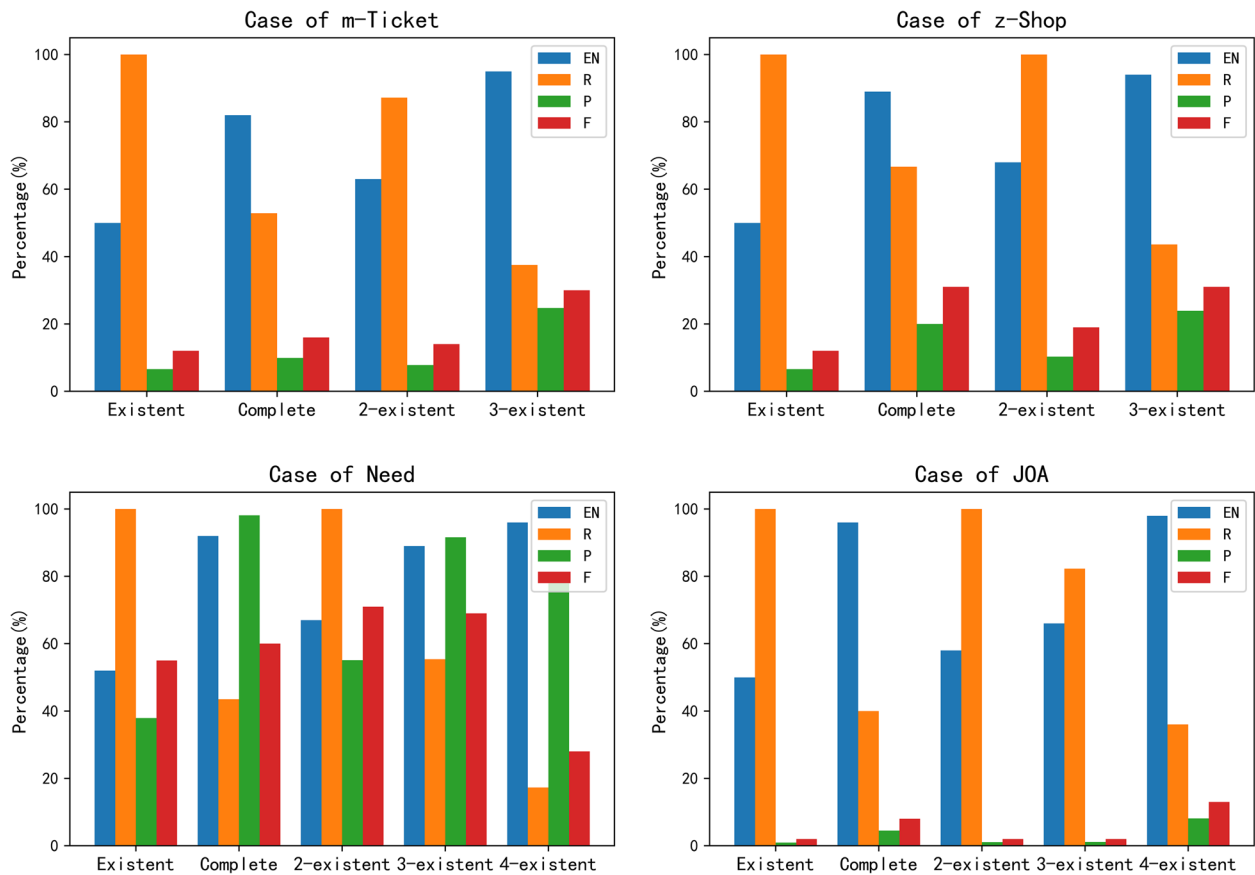 Case of m-Ticket
Percentage(%)
100
80
60
40
20
0
EN
R
P
F
Existent Complete 2-existent 3-existent
Case of z-Shop
Percentage(%)
100
80
60
40
20
0
EN
R
P
F
Existent Complete 2-existent 3-existent
Case of Need
Percentage(%)
100
80
60
40
20
0
EN
R
P
F
Existent Complete 2-existent 3-existent 4-existent
Case of JOA
Percentage(%)
100
80
60
40
20
0
EN
R
P
F
Existent Complete 2-existent 3-existent 4-existent